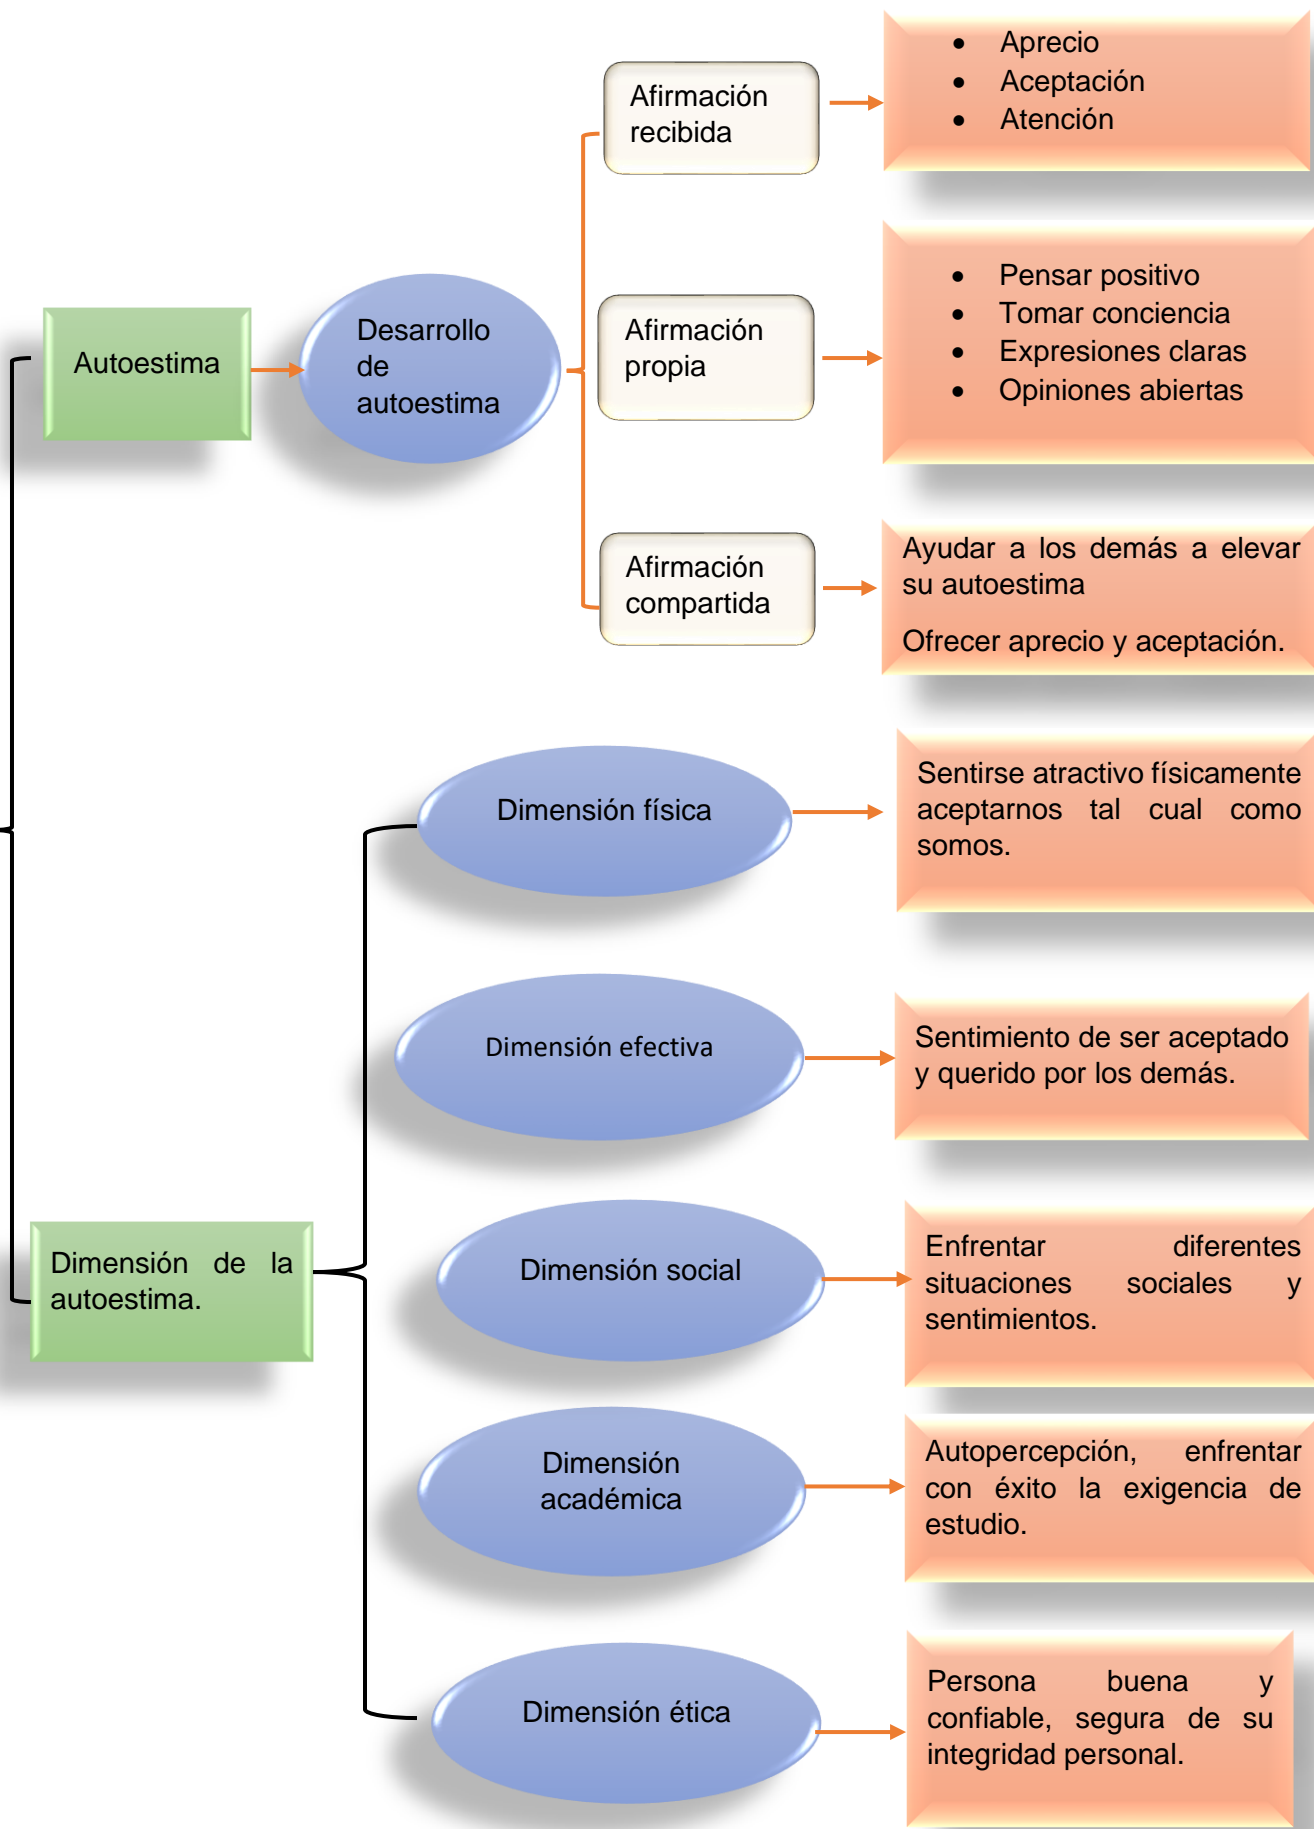 Autoestima
Desarrollo
de
autoestima
Afirmación
recibida
• Aprecio
• Aceptación
• Atención
Afirmación
propia
• Pensar positivo
• Tomar conciencia
• Expresiones claras
• Opiniones abiertas
Afirmación
compartida
Ayudar a los demás a elevar
su autoestima
Ofrecer aprecio y aceptación.
Dimensión de la
autoestima.
Dimensión física
Sentirse atractivo físicamente
aceptarnos tal cual como
somos.
Dimensión efectiva
Sentimiento de ser aceptado
y querido por los demás.
Dimensión social
Enfrentar diferentes
situaciones sociales y
sentimientos.
Dimensión
académica
Autopercepción, enfrentar
con éxito la exigencia de
estudio.
Dimensión ética
Persona buena y
confiable, segura de su
integridad personal.